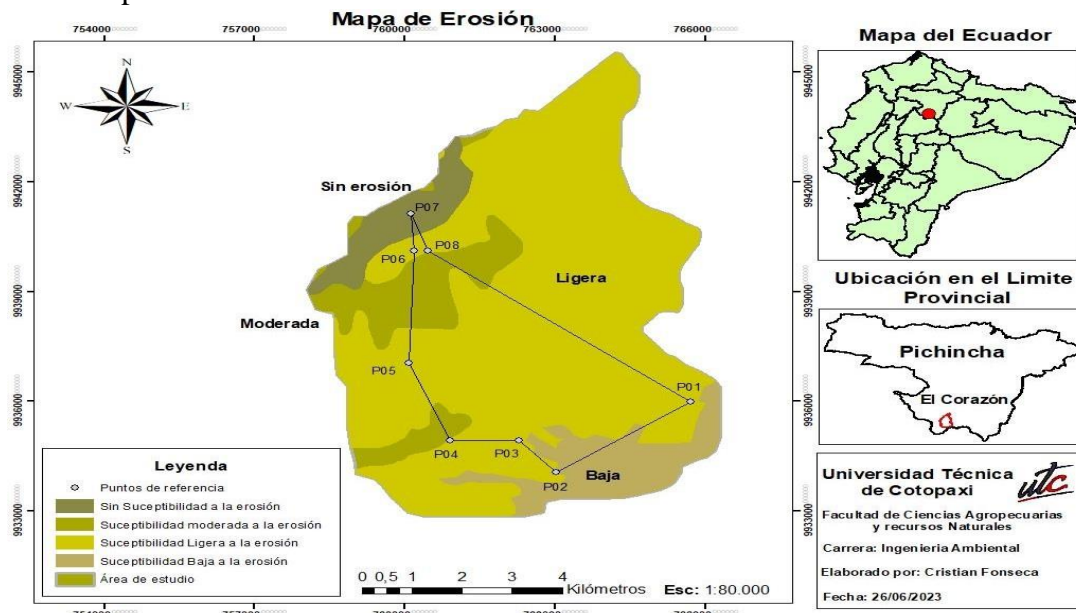 Mapa de Erosión
754000
757000
760000
763000
766000
9945000
9942000
9939000
9936000
9933000
N
W
E
S
Sin erosión
P07
P06
P08
Ligera
Moderada
P05
P01
P04
P03
P02
Baja
Leyenda
Puntos de referencia
Sin Suceptibilidad a la erosión
Suceptibilidad moderada a la erosión
Suceptibilidad Ligera a la erosión
Suceptibilidad Baja a la erosión
Área de estudio
0 0,5 1 2 3 4
Kilómetros Esc: 1:80.000
Mapa del Ecuador
Ubicación en el Limite
Provincial
Pichincha
El Corazón
Universidad Técnica
de Cotopaxi
utc
Facultad de Ciencias Agropecuarias
y recursos Naturales
Carrera: Ingenieria Ambiental
Elaborado por: Cristian Fonseca
Fecha: 26/06/2023